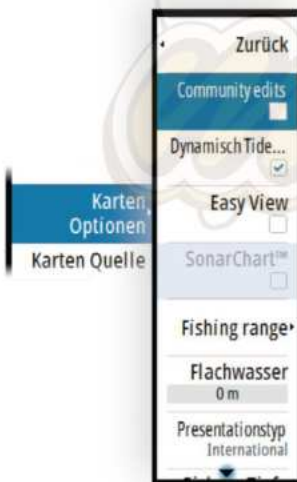 Zurück
Community edits
Dynamisch Tide...
Karten
Optionen
Easy View
Karten Quelle
SonarChart™
Fishing range
Flachwasser
0 m
Presentationstyp
International